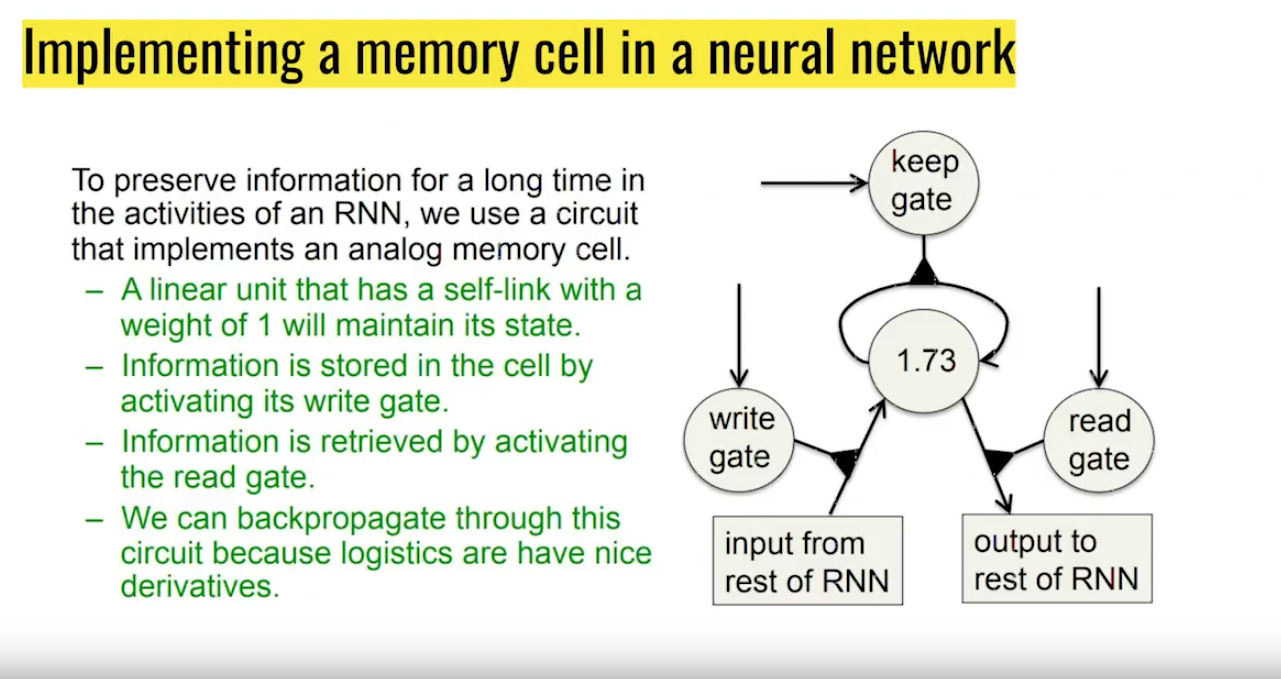 Implementing a memory cell in a neural network
To preserve information for a long time in
the activities of an RNN, we use a circuit
that implements an analog memory cell.
– A linear unit that has a self-link with a
weight of 1 will maintain its state.
– Information is stored in the cell by
activating its write gate.
– Information is retrieved by activating
the read gate.
– We can backpropagate through this
circuit because logistics are have nice
derivatives.
keep
gate
1.73
write
gate
read
gate
input from
rest of RNN
output to
rest of RNN